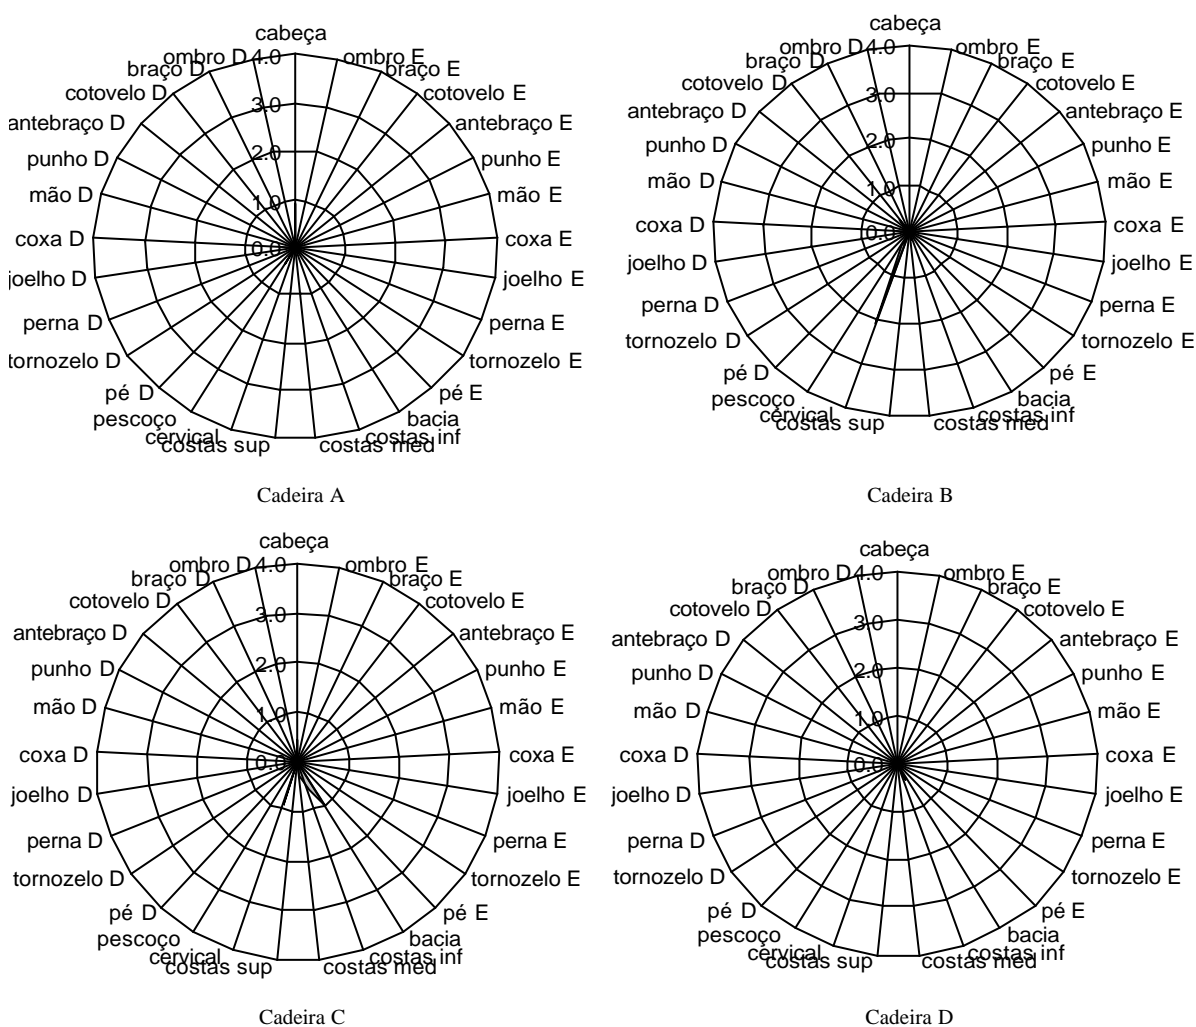 cabeça
ombro D
4.0
ombro E
braço D
braço E
cotovelo D
cotovelo E
3.0
antebraço D
antebraço E
punho D
2.0
punho E
mão D
1.0
mão E
coxa D
0.0
coxa E
joelho D
joelho E
perna D
perna E
tornozelo D
tornozelo E
pé D
pé E
pescoço
bacia
cervical
costas inf
costas sup
costas med
Cadeira B
cabeça
ombro D
4.0
ombro E
braço D
braço E
cotovelo D
cotovelo E
3.0
antebraço D
antebraço E
punho D
2.0
punho E
mão D
1.0
mão E
coxa D
0.0
coxa E
joelho D
joelho E
perna D
perna E
tornozelo D
tornozelo E
pé D
pé E
pescoço
cervical
costas inf
costas sup
costas med
Cadeira A
cabeça
ombro D
4.0
ombro E
braço D
braço E
cotovelo D
cotovelo E
3.0
antebraço D
antebraço E
punho D
2.0
punho E
mão D
1.0
mão E
coxa D
0.0
coxa E
joelho D
joelho E
perna D
perna E
tornozelo D
tornozelo E
pé D
pé E
pescoço
bacia
cervical
costas inf
costas sup
costas med
Cadeira C
cabeça
ombro D
4.0
ombro E
braço D
braço E
cotovelo D
cotovelo E
3.0
antebraço D
antebraço E
punho D
2.0
punho E
mão D
1.0
mão E
coxa D
0.0
coxa E
joelho D
joelho E
perna D
perna E
tornozelo D
tornozelo E
pé D
pé E
pescoço
bacia
cervical
costas inf
costas sup
costas med
Cadeira D